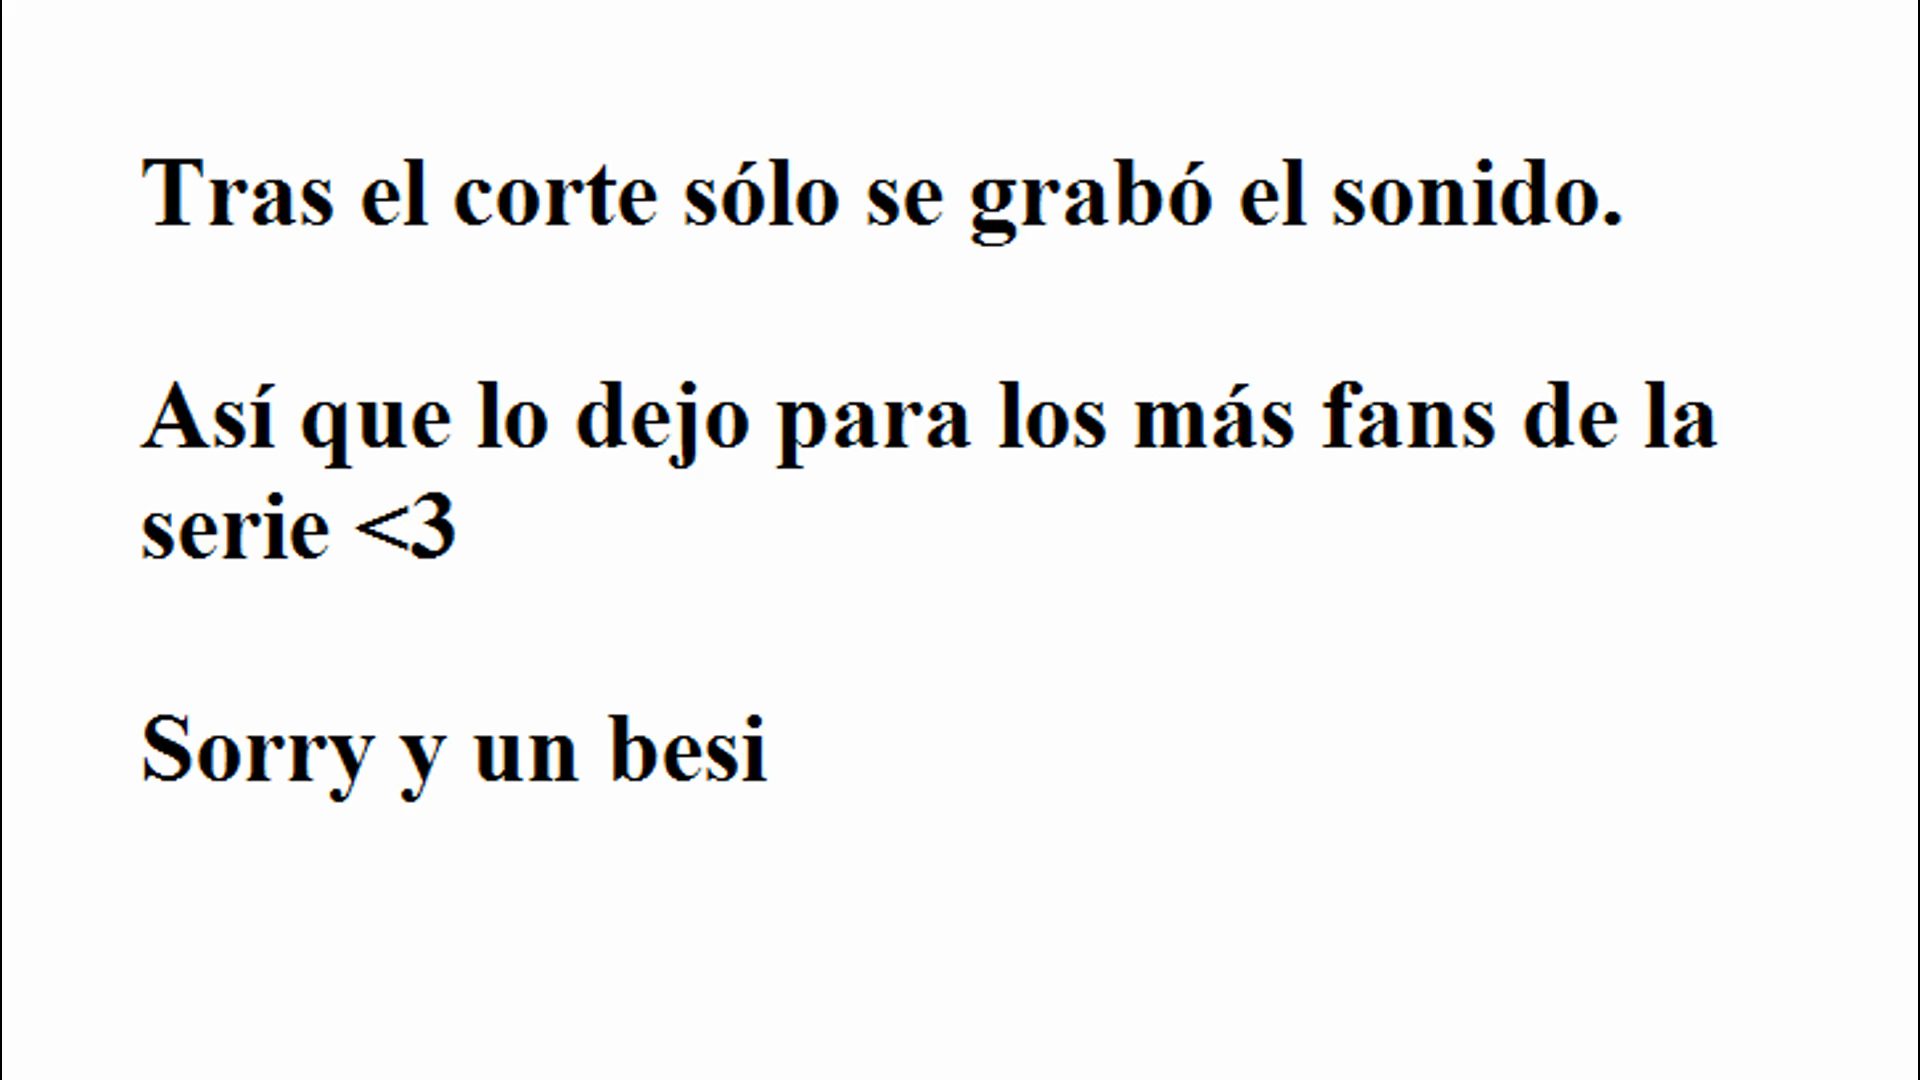 Tras el corte sólo se grabó el sonido.
Así que lo dejo para los más fans de la
serie <3
Sorry y un besi